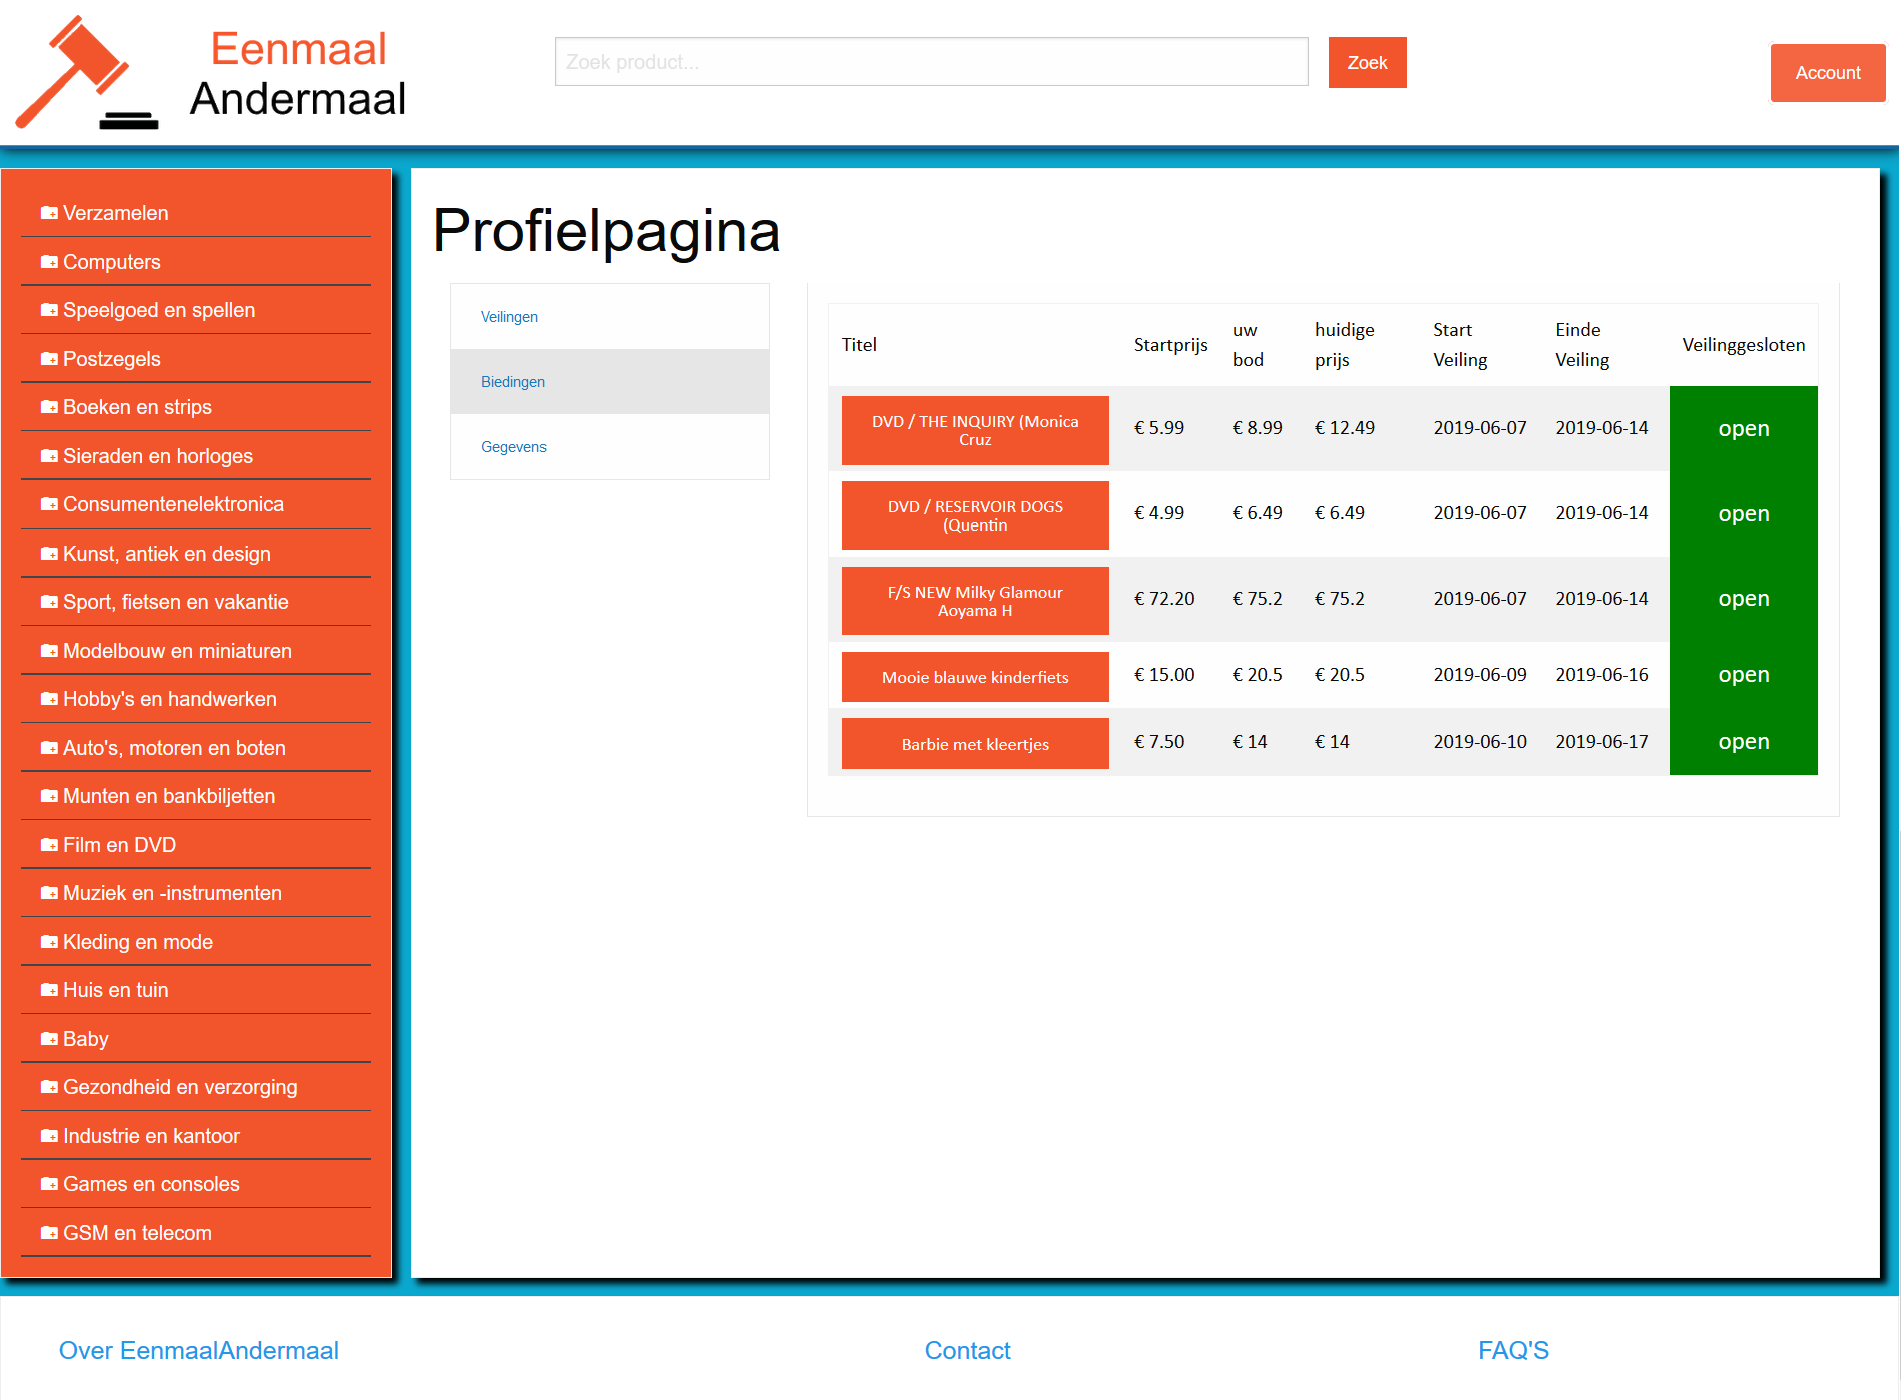 Eenmaal
Andermaal
Zoek product...
Zoek
Account
Verzamelen
Computers
Speelgoed en spellen
Postzegels
Boeken en strips
Sieraden en horloges
Consumentenelektronica
Kunst, antiek en design
Sport, fietsen en vakantie
Modelbouw en miniaturen
Hobby's en handwerken
Auto's, motoren en boten
Munten en bankbiljetten
Film en DVD
Muziek en -instrumenten
Kleding en mode
Huis en tuin
Baby
Gezondheid en verzorging
Industrie en kantoor
Games en consoles
GSM en telecom
Profielpagina
Veilingen
Biedingen
Gegevens
Titel Startprijs uw bod huidige prijs Start Veiling Einde Veiling Veilinggesloten
DVD / THE INQUIRY (Monica Cruz € 5.99 € 8.99 € 12.49 2019-06-07 2019-06-14 open
DVD / RESERVOIR DOGS (Quentin € 4.99 € 6.49 € 6.49 2019-06-07 2019-06-14 open
F/S NEW Milky Glamour Aoyama H € 72.20 € 75.2 € 75.2 2019-06-07 2019-06-14 open
Mooie blauwe kinderfiets € 15.00 € 20.5 € 20.5 2019-06-09 2019-06-16 open
Barbie met kleertjes € 7.50 € 14 € 14 2019-06-10 2019-06-17 open
Over EenmaalAndermaal
Contact
FAQ'S